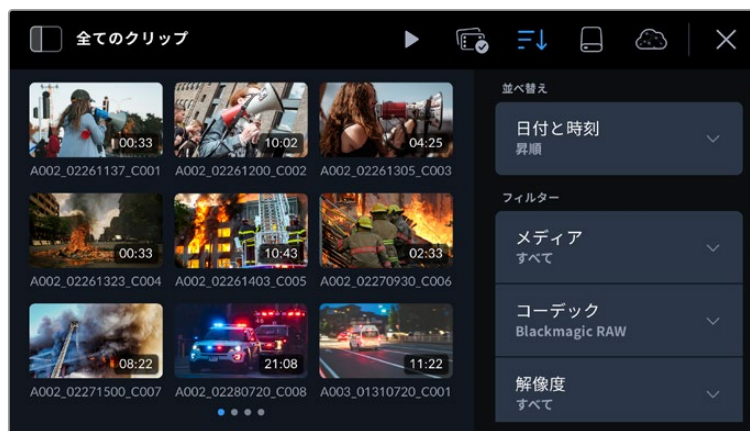 全てのクリップ
00:33
10:02
04:25
A002_02261137_C001
A002_02261200_C002
A002_02261305_C003
00:33
10:43
02:33
A002_02261323_C004
A002_02261403_C005
A002_02270930_C006
08:22
21:08
11:22
A002_02271500_C007
A002_02280720_C008
A003_01310720_C001
並べ替え
日付と時刻
昇順
フィルター
メディア
すべて
コーデック
Blackmagic RAW
解像度
すべて